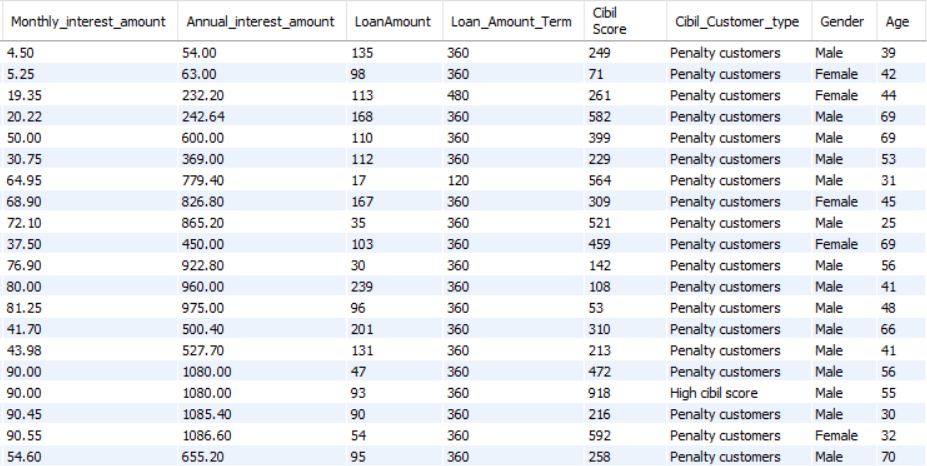 Monthly_interest_amount Annual_interest_amount LoanAmount Loan_Amount_Term Cibil Score Cibil_Customer_type Gender Age
4.50 54.00 135 360 249 Penalty customers Male 39
5.25 63.00 98 360 71 Penalty customers Female 42
19.35 232.20 113 480 261 Penalty customers Female 44
20.22 242.64 168 360 582 Penalty customers Male 69
50.00 600.00 110 360 399 Penalty customers Male 69
30.75 369.00 112 360 229 Penalty customers Male 53
64.95 779.40 17 120 564 Penalty customers Male 31
68.90 826.80 167 360 309 Penalty customers Female 45
72.10 865.20 35 360 521 Penalty customers Male 25
37.50 450.00 103 360 459 Penalty customers Female 69
76.90 922.80 30 360 142 Penalty customers Male 56
80.00 960.00 239 360 108 Penalty customers Male 41
81.25 975.00 96 360 53 Penalty customers Male 48
41.70 500.40 201 360 310 Penalty customers Male 66
43.98 527.70 131 360 213 Penalty customers Male 41
90.00 1080.00 47 360 472 Penalty customers Male 56
90.00 1080.00 93 360 918 High cibil score Male 55
90.45 1085.40 90 360 216 Penalty customers Male 30
90.55 1086.60 54 360 592 Penalty customers Female 32
54.60 655.20 95 360 258 Penalty customers Male 70